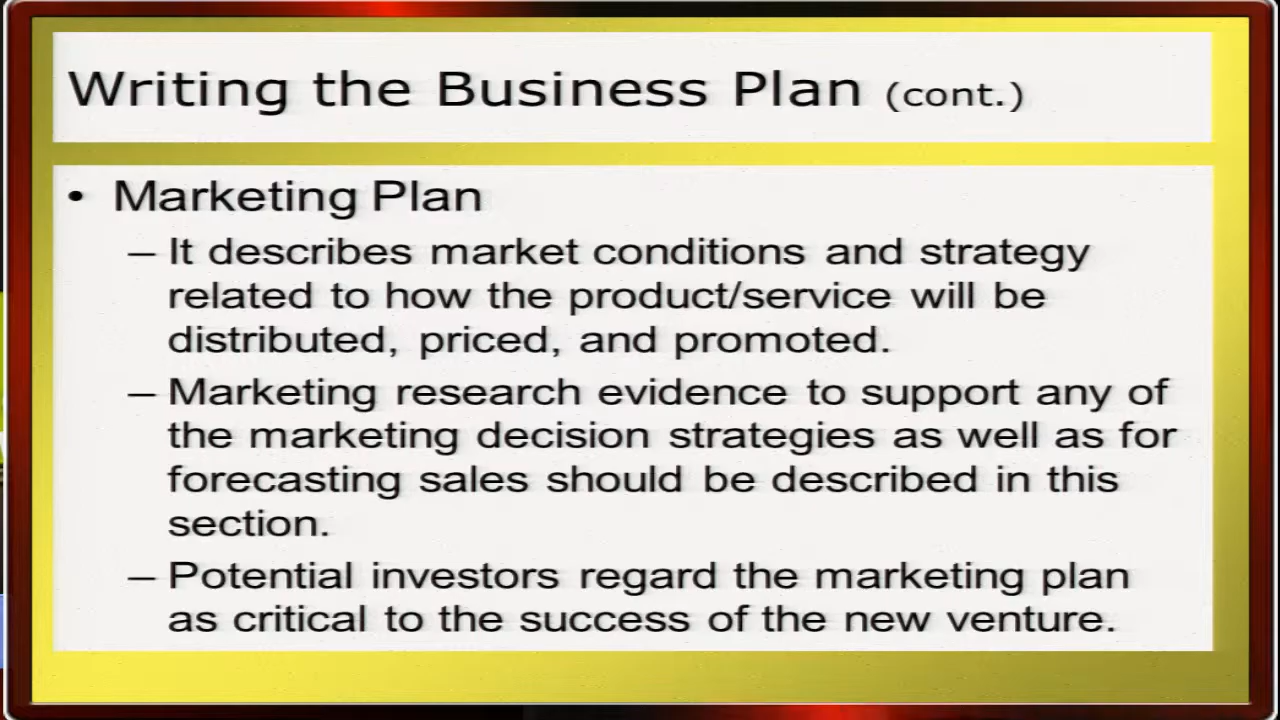 Writing the Business Plan (cont.)
• Marketing Plan
– It describes market conditions and strategy
related to how the product/service will be
distributed, priced, and promoted.
– Marketing research evidence to support any of
the marketing decision strategies as well as for
forecasting sales should be described in this
section.
– Potential investors regard the marketing plan
as critical to the success of the new venture.